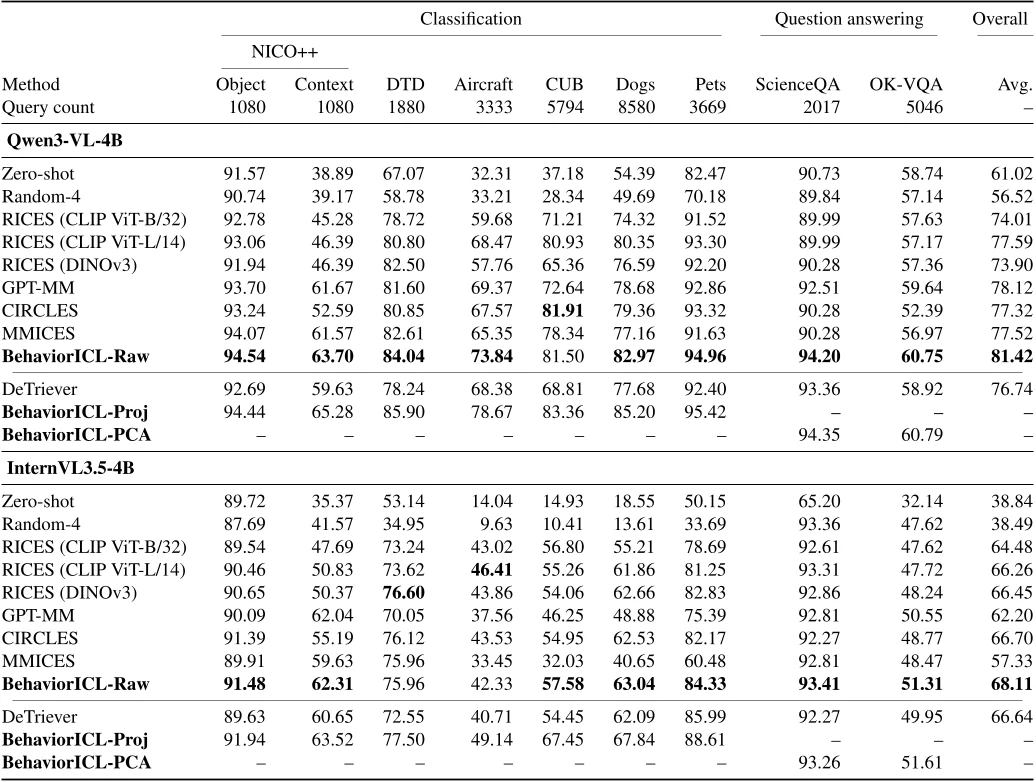 Classification Question answering Overall
NICO++
Method Object Context DTD Aircraft CUB Dogs Pets ScienceQA OK-VQA Avg.
Query count 1080 1080 1880 3333 5794 8580 3669 2017 5046 –
Qwen3-VL-4B
Zero-shot 91.57 38.89 67.07 32.31 37.18 54.39 82.47 90.73 58.74 61.02
Random-4 90.74 39.17 58.78 33.21 28.34 49.69 70.18 89.84 57.14 56.52
RICES (CLIP ViT-B/32) 92.78 45.28 78.72 59.68 71.21 74.32 91.52 89.99 57.63 74.01
RICES (CLIP ViT-L/14) 93.06 46.39 80.80 68.47 80.93 80.35 93.30 89.99 57.17 77.59
RICES (DINOv3) 91.94 46.39 82.50 57.76 65.36 76.59 92.20 90.28 57.36 73.90
GPT-MM 93.70 61.67 81.60 69.37 72.64 78.68 92.86 92.51 59.64 78.12
CIRCLES 93.24 52.59 80.85 67.57 81.91 79.36 93.32 90.28 52.39 77.32
MMICES 94.07 61.57 82.61 65.35 78.34 77.16 91.63 90.28 56.97 77.52
BehaviorICL-Raw 94.54 63.70 84.04 73.84 81.50 82.97 94.96 94.20 60.75 81.42
DeTriever 92.69 59.63 78.24 68.38 68.81 77.68 92.40 93.36 58.92 76.74
BehaviorICL-Proj 94.44 65.28 85.90 78.67 83.36 85.20 95.42 – – –
BehaviorICL-PCA – – – – – – – 94.35 60.79 –
InternVL3.5-4B
Zero-shot 89.72 35.37 53.14 14.04 14.93 18.55 50.15 65.20 32.14 38.84
Random-4 87.69 41.57 34.95 9.63 10.41 13.61 33.69 93.36 47.62 38.49
RICES (CLIP ViT-B/32) 89.54 47.69 73.24 43.02 56.80 55.21 78.69 92.61 47.62 64.48
RICES (CLIP ViT-L/14) 90.46 50.83 73.62 46.41 55.26 61.86 81.25 93.31 47.72 66.26
RICES (DINOv3) 90.65 50.37 76.60 43.86 54.06 62.66 82.83 92.86 48.24 66.45
GPT-MM 90.09 62.04 70.05 37.56 46.25 48.88 75.39 92.81 50.55 62.20
CIRCLES 91.39 55.19 76.12 43.53 54.95 62.53 82.17 92.27 48.77 66.70
MMICES 89.91 59.63 75.96 33.45 32.03 40.65 60.48 92.81 48.47 57.33
BehaviorICL-Raw 91.48 62.31 75.96 42.33 57.58 63.04 84.33 93.41 51.31 68.11
DeTriever 89.63 60.65 72.55 40.71 54.45 62.09 85.99 92.27 49.95 66.64
BehaviorICL-Proj 91.94 63.52 77.50 49.14 67.45 67.84 88.61 – – –
BehaviorICL-PCA – – – – – – – 93.26 51.61 –